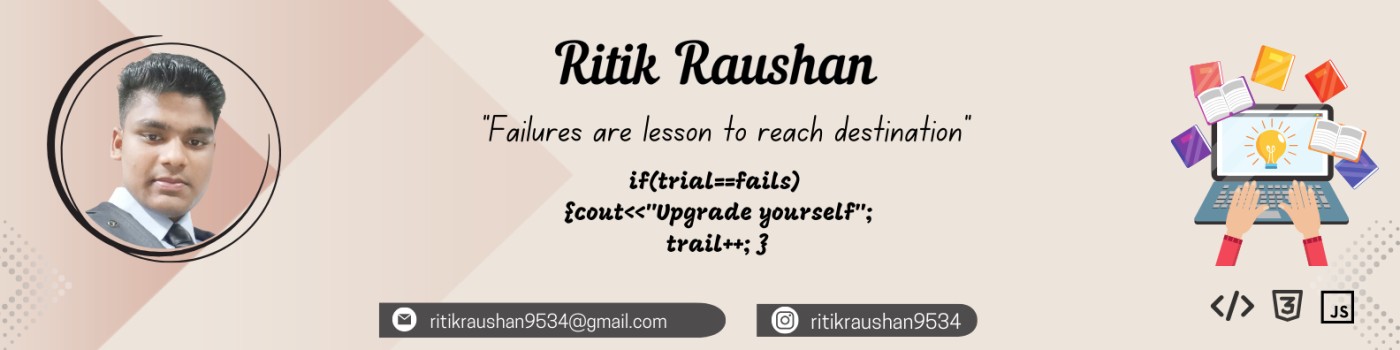 Ritik Raushan
"Failures are lesson to reach destination"
if(trial==fails)
{cout<<"Upgrade yourself";
trail++; }
ritikraushan9534@gmail.com
ritikraushan9534
</>
3
JS